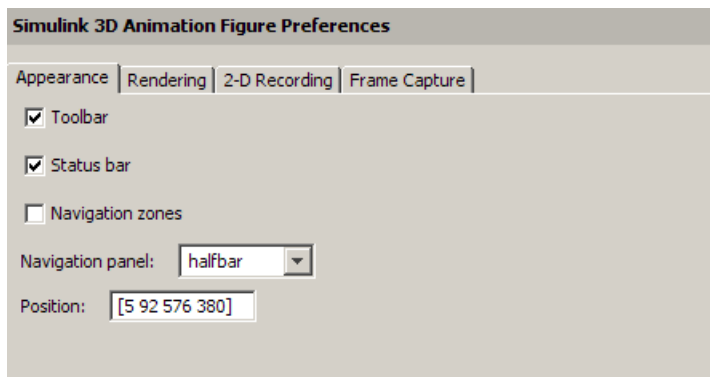 Simulink 3D Animation Figure Preferences
Appearance Rendering 2-D Recording Frame Capture
Toolbar
Status bar
Navigation zones
Navigation panel: halfbar
Position: [5 92 576 380]